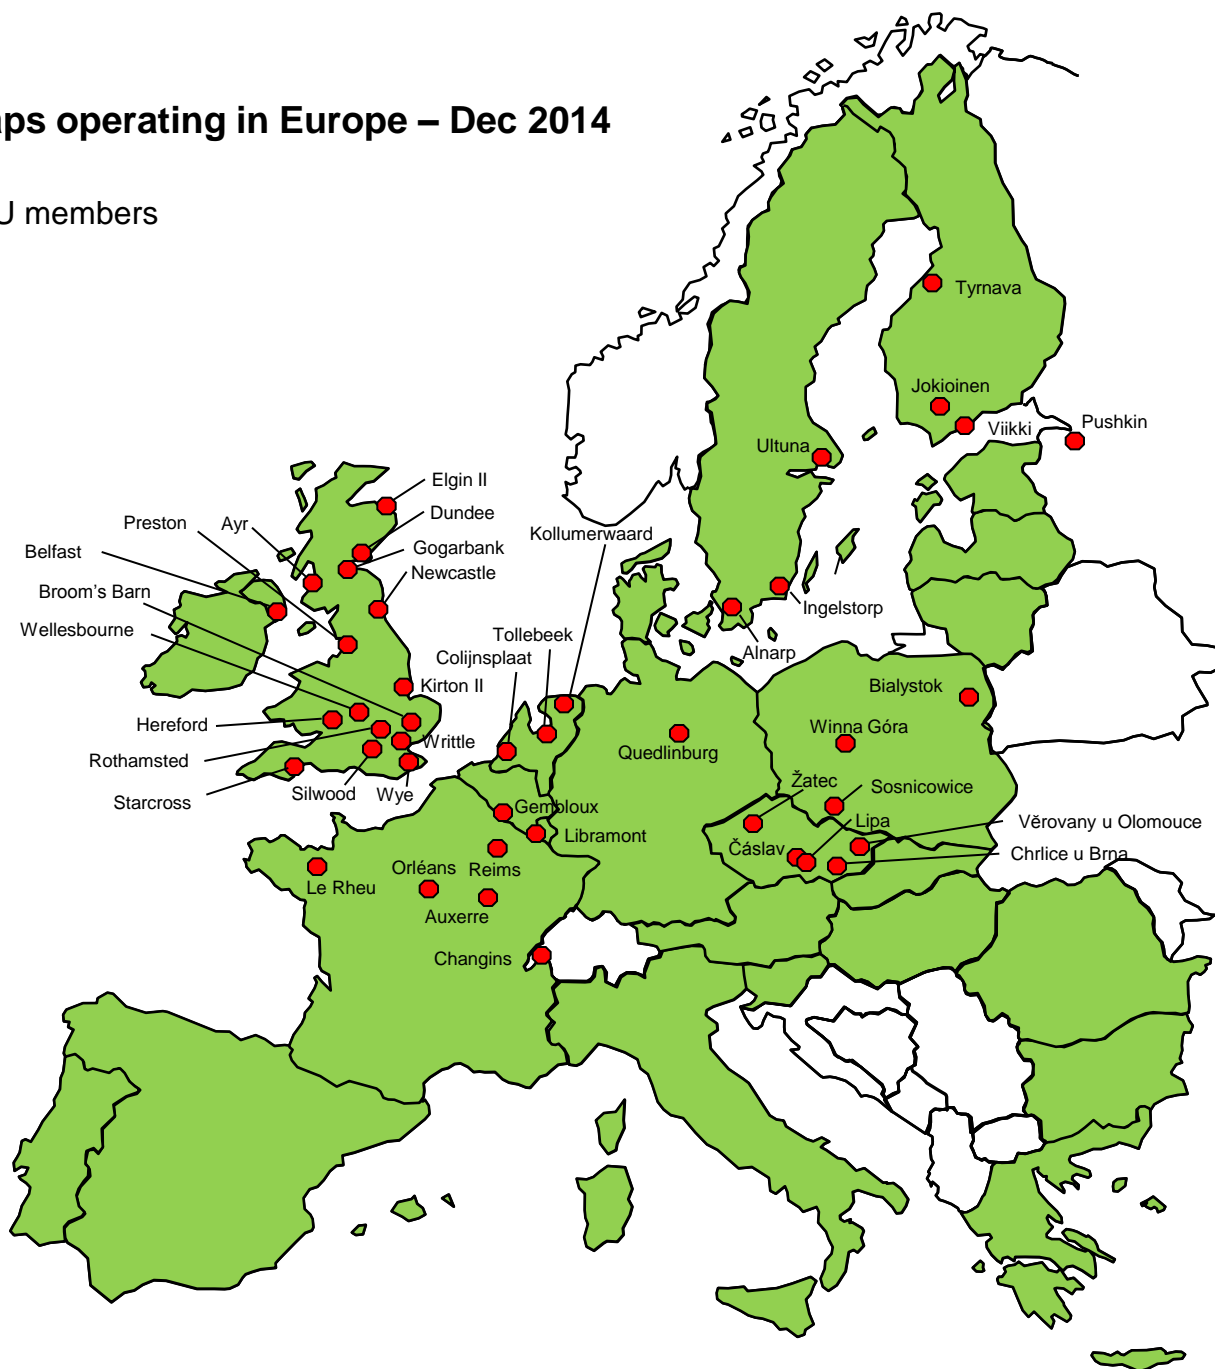 aps operating in Europe – Dec 2014
U members
Tyrnava
Jokioinen
Viikki
Pushkin
Ultuna
Elgin II
Dundee
Preston
Ayr
Kollumerwaard
Belfast
Gogarbank
Newcastle
Broom’s Barn
Ingelstorp
Wellesbourne
Tollebeek
Alnarp
Colijnsplaat
Kirton II
Bialystok
Hereford
Winna Góra
Writtle
Quedlinburg
Rothamsted
Žatec
Sosnicowice
Silwood
Wye
Starcross
Gembloux
Lipa
Věrovany u Olomouce
Libramont
Čáslav
Chrlice u Brna
Orléans
Reims
Le Rheu
Auxerre
Changins